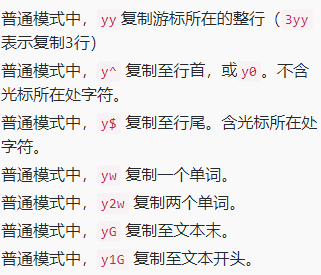 普通模式中，yy 复制游标所在的整行（3yy
表示复制3行）
普通模式中，y^ 复制至行首，或y0 。不含
光标所在处字符。
普通模式中，y$ 复制至行尾。含光标所在处
字符。
普通模式中，yw 复制一个单词。
普通模式中，y2w 复制两个单词。
普通模式中，yG 复制至文本末。
普通模式中，y1G 复制至文本开头。